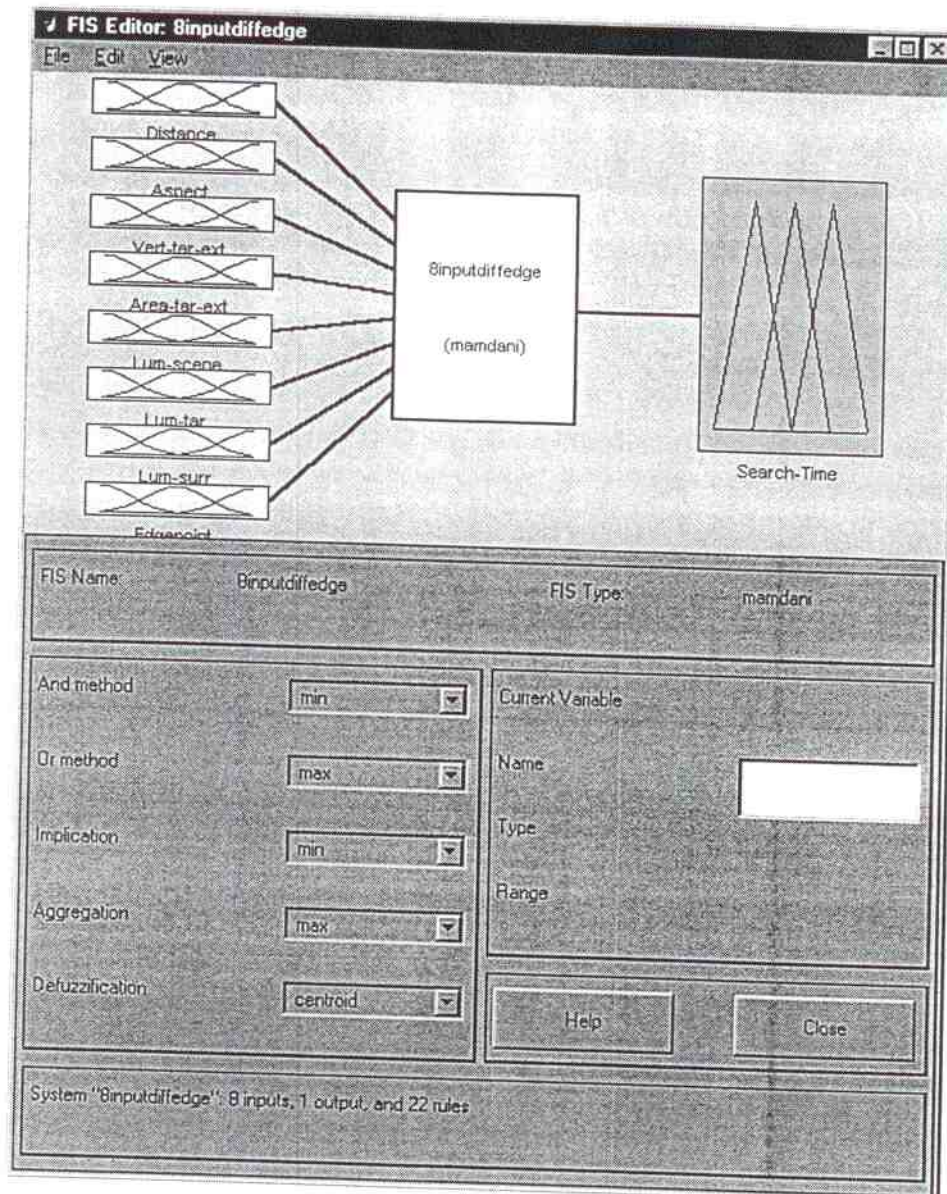 FIS Editor: 8inputdiffedge
File Edit View
Distance
Aspect
Vert-tar-ext
Area-tar-ext
Lum-scene
Lum-tar
Lum-surr
Edgepoint
8inputdiffedge
(mamdani)
Search-Time
FIS Name: 8inputdiffedge FIS Type: mamdani
And method min
Or method max
Implication min
Aggregation max
Defuzzification centroid
Current Variable
Name
Type
Range
Help Close
System "8inputdiffedge": 8 inputs, 1 output, and 22 rules